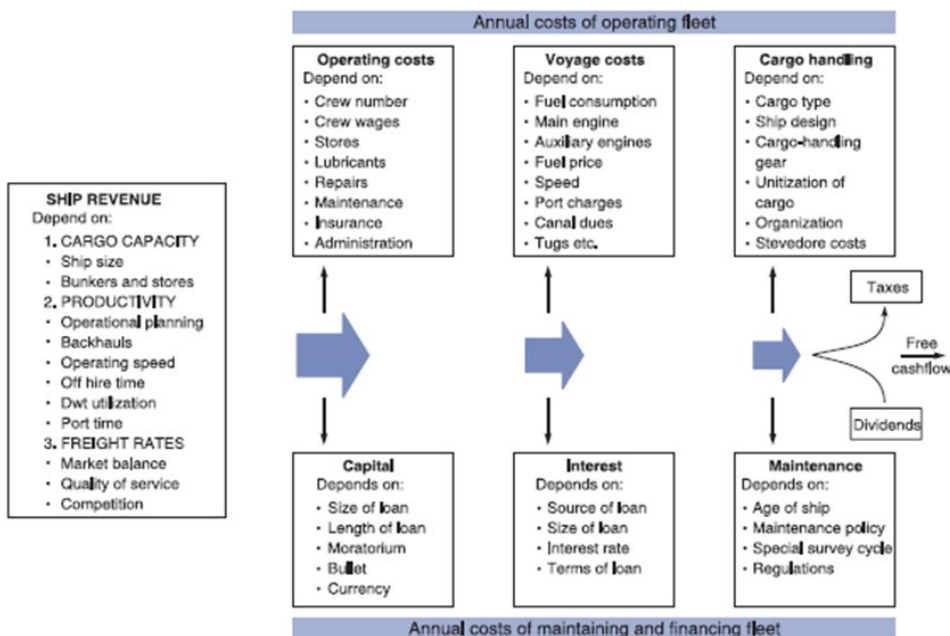 Annual costs of operating fleet
SHIP REVENUE
Depend on:
1. CARGO CAPACITY
• Ship size
• Bunkers and stores
2. PRODUCTIVITY
• Operational planning
• Backhauls
• Operating speed
• Off hire time
• Dwt utilization
• Port time
3. FREIGHT RATES
• Market balance
• Quality of service
• Competition
Operating costs
Depend on:
• Crew number
• Crew wages
• Stores
• Lubricants
• Repairs
• Maintenance
• Insurance
• Administration
Voyage costs
Depend on:
• Fuel consumption
• Main engine
• Auxiliary engines
• Fuel price
• Speed
• Port charges
• Canal dues
• Tugs etc.
Cargo handling
Depend on:
• Cargo type
• Ship design
• Cargo-handling
gear
• Unitization of
cargo
• Organization
• Stevedore costs
Taxes
Free
cashflow
Dividends
Capital
Depends on:
• Size of loan
• Length of loan
• Moratorium
• Bullet
• Currency
Interest
Depends on:
• Source of loan
• Size of loan
• Interest rate
• Terms of loan
Maintenance
Depends on:
• Age of ship
• Maintenance policy
• Special survey cycle
• Regulations
Annual costs of maintaining and financing fleet